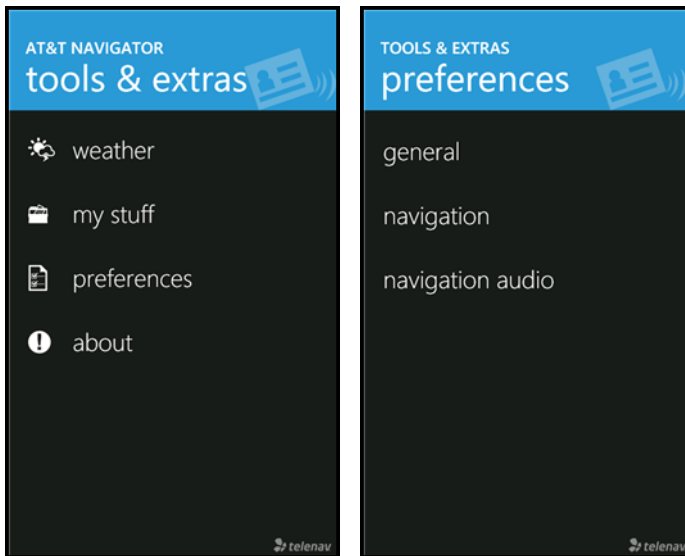 AT&T NAVIGATOR
tools & extras
weather
my stuff
preferences
about
telenav
TOOLS & EXTRAS
preferences
general
navigation
navigation audio
telenav